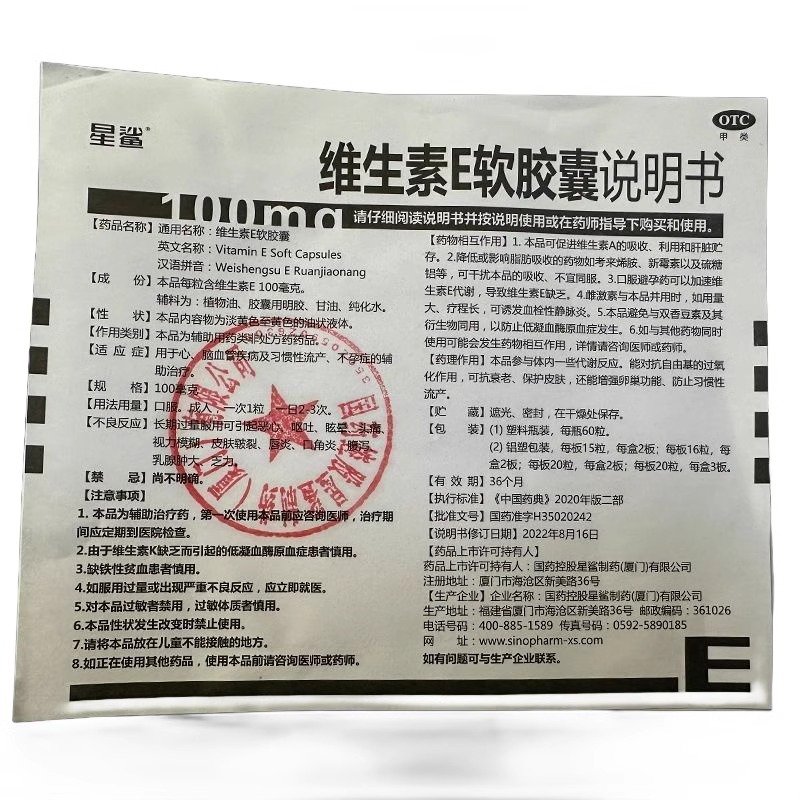 星鲨®
OTC
甲类
维生素E软胶囊说明书
100mg
请仔细阅读说明书并按说明使用或在药师指导下购买和使用。
【药品名称】通用名称：维生素E软胶囊
英文名称：Vitamin E Soft Capsules
汉语拼音：Weishengsu E Ruanjiaonang
【成　　份】本品每粒含维生素E 100毫克。
辅料为：植物油、胶囊用明胶、甘油、纯化水。
【性　　状】本品内容物为淡黄色至黄色的油状液体。
【作用类别】本品为辅助用药类非处方药药品。
【适 应 症】用于心、脑血管疾病及习惯性流产、不孕症的辅
助治疗。
【规　　格】100毫克
【用法用量】口服。成人，一次1粒，一日2-3次。
【不良反应】长期过量服用可引起恶心、呕吐、眩晕、头痛、
视力模糊、皮肤皲裂、唇炎、口角炎、腹泻、
乳腺肿大、乏力。
【禁　　忌】尚不明确。
【注意事项】
1. 本品为辅助治疗药，第一次使用本品前应咨询医师，治疗期
间应定期到医院检查。
2.由于维生素K缺乏而引起的低凝血酶原血症患者慎用。
3.缺铁性贫血患者慎用。
4.如服用过量或出现严重不良反应，应立即就医。
5.对本品过敏者禁用，过敏体质者慎用。
6.本品性状发生改变时禁止使用。
7.请将本品放在儿童不能接触的地方。
8.如正在使用其他药品，使用本品前请咨询医师或药师。
【药物相互作用】1. 本品可促进维生素A的吸收、利用和肝脏贮
存。2.降低或影响脂肪吸收的药物如考来烯胺、新霉素以及硫糖
铝等，可干扰本品的吸收、不宜同服。3.口服避孕药可以加速维
生素E代谢，导致维生素E缺乏。4.雌激素与本品并用时，如用量
大、疗程长，可诱发血栓性静脉炎。5.本品避免与双香豆素及其
衍生物同用，以防止低凝血酶原血症发生。6.如与其他药物同时
使用可能会发生药物相互作用，详情请咨询医师或药师。
【药理作用】本品参与体内一些代谢反应。能对抗自由基的过氧
化作用，可抗衰老、保护皮肤，还能增强卵巢功能、防止习惯性
流产。
【贮　　藏】遮光，密封，在干燥处保存。
【包　　装】(1) 塑料瓶装，每瓶60粒。
(2) 铝塑包装，每板15粒，每盒2板；每板16粒，每
盒2板；每板20粒，每盒2板；每板20粒，每盒3板。
【有 效 期】36个月
【执行标准】《中国药典》2020年版二部
【批准文号】国药准字H35020242
【说明书修订日期】2022年8月16日
【药品上市许可持有人】
药品上市许可持有人：国药控股星鲨制药(厦门)有限公司
注册地址：厦门市海沧区新美路36号
【生产企业】企业名称：国药控股星鲨制药(厦门)有限公司
生产地址：福建省厦门市海沧区新美路36号 邮政编码：361026
电话号码：400-885-1589 传真号码：0592-5890185
网　　址：www.sinopharm-xs.com
如有问题可与生产企业联系。
E
国药控股星鲨制药（厦门）有限公司